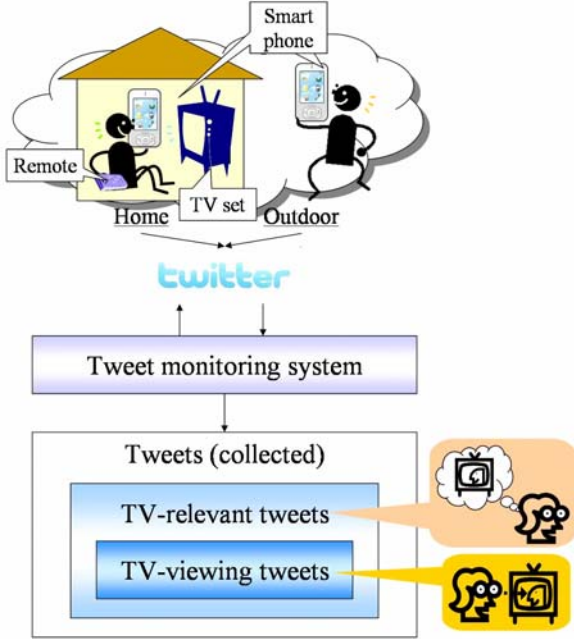 Smart
phone
Remote
TV set
Home
Outdoor
twitter
Tweet monitoring system
Tweets (collected)
TV-relevant tweets
TV-viewing tweets